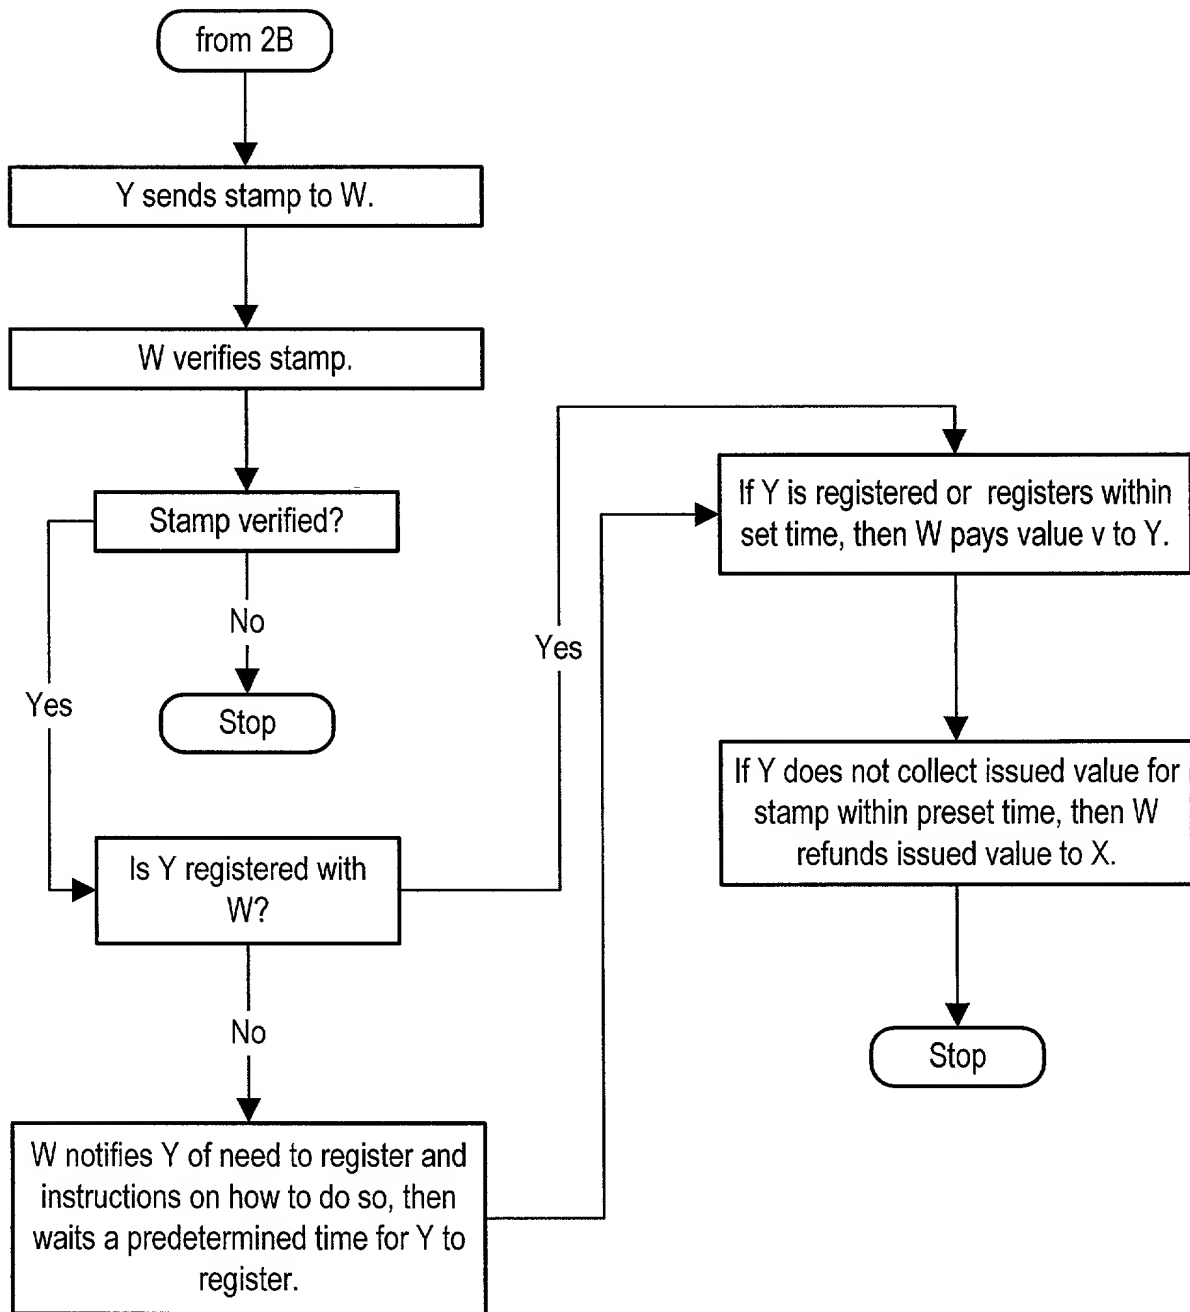 from 2B
Y sends stamp to W.
W verifies stamp.
Stamp verified?
No
Yes
Stop
Is Y registered with
W?
No
W notifies Y of need to register and
instructions on how to do so, then
waits a predetermined time for Y to
register.
Yes
If Y is registered or registers within
set time, then W pays value v to Y.
If Y does not collect issued value for
stamp within preset time, then W
refunds issued value to X.
Stop